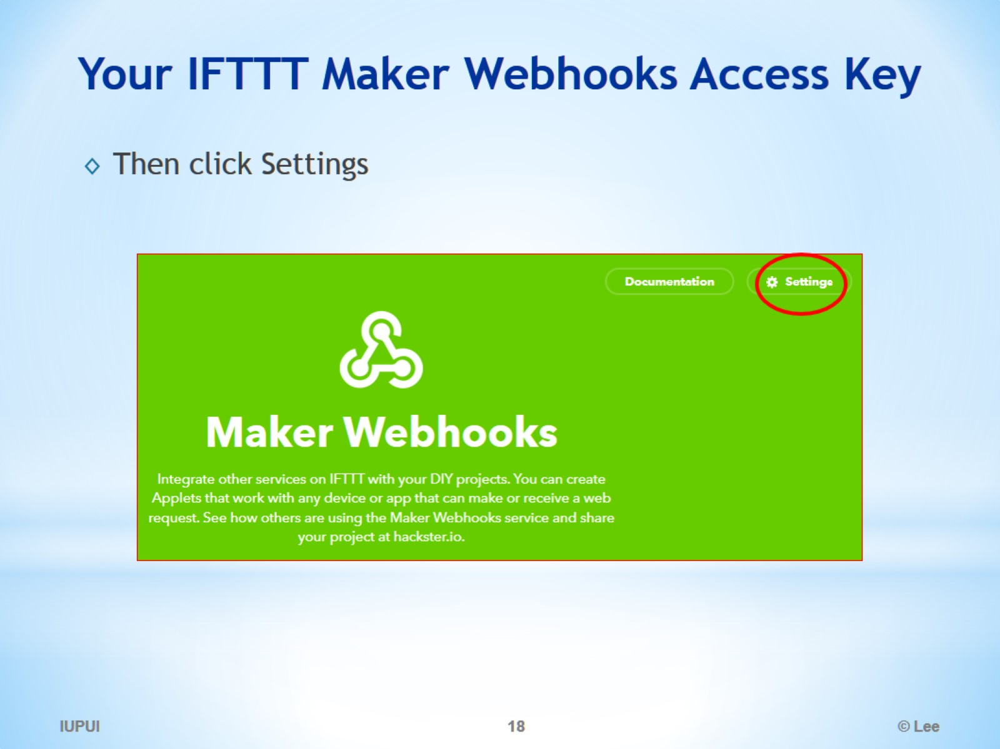 Your IFTTT Maker Webhooks Access Key
Then click Settings
Documentation
Settings
Maker Webhooks
Integrate other services on IFTTT with your DIY projects. You can create
Applets that work with any device or app that can make or receive a web
request. See how others are using the Maker Webhooks service and share
your project at hackster.io.
IUPUI
18
© Lee